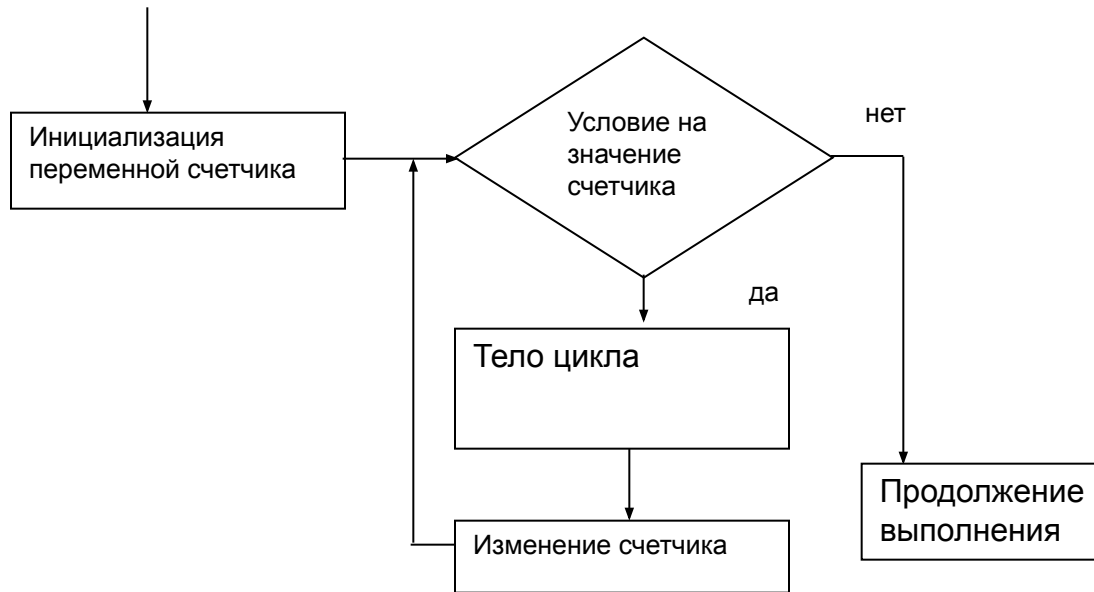 Инициализация
переменной счетчика
Условие на
значение
счетчика
нет
да
Тело цикла
Изменение счетчика
Продолжение
выполнения